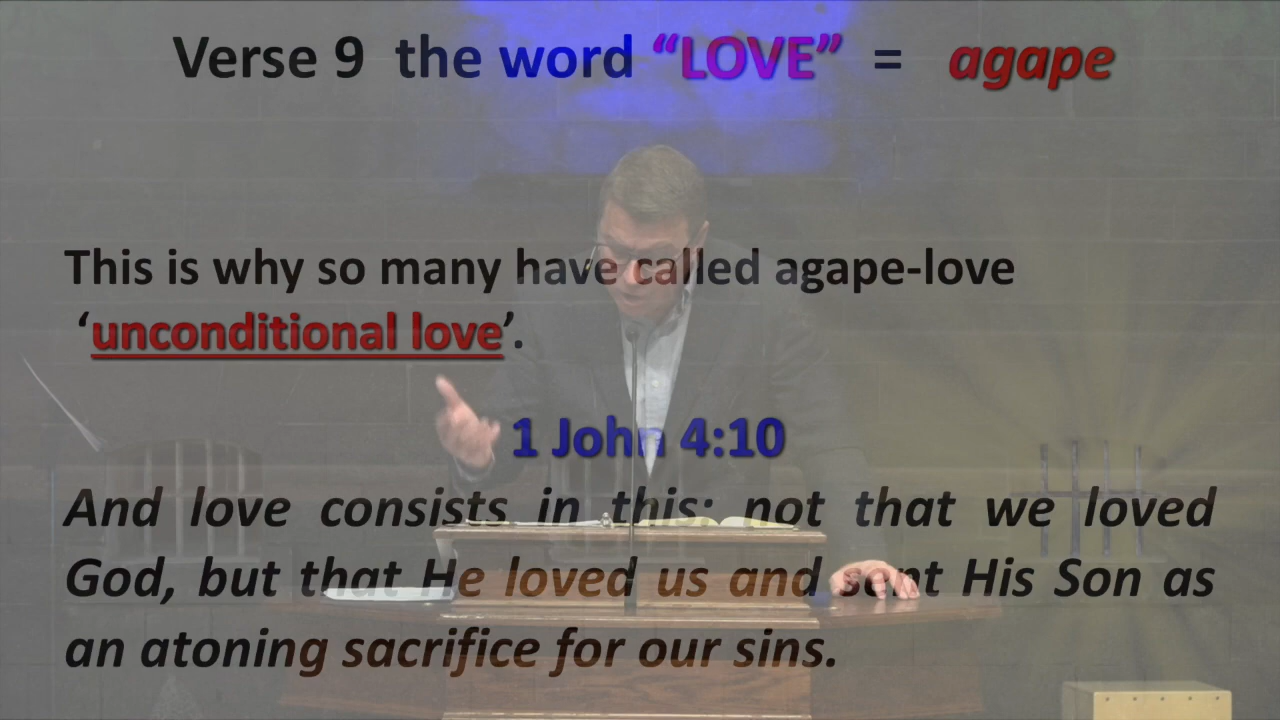 Verse 9 the word “LOVE” = agape
This is why so many have called agape-love
‘unconditional love’.
1 John 4:10
And love consists in this: not that we loved
God, but that He loved us and sent His Son as
an atoning sacrifice for our sins.